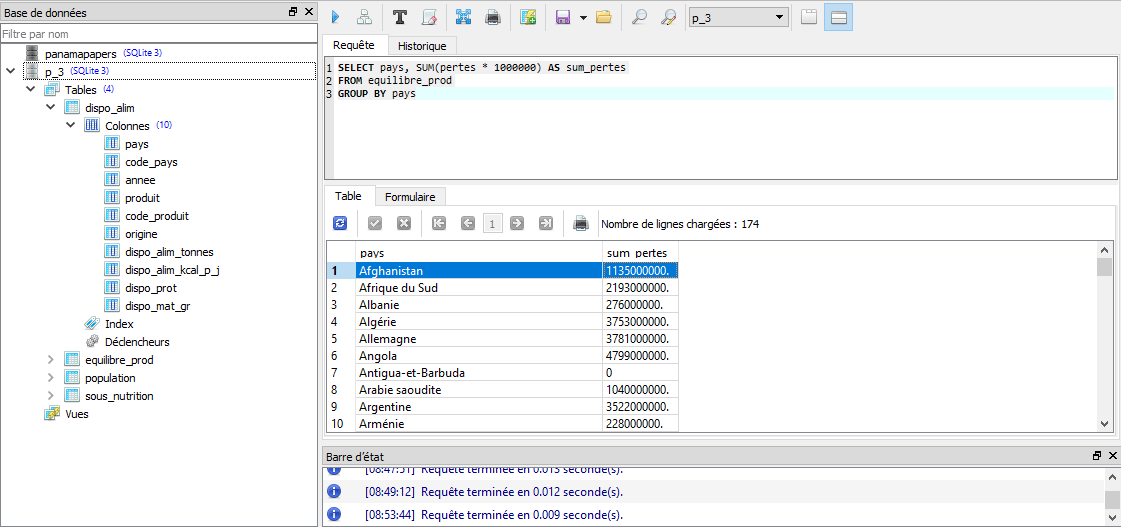 Base de données
Filtre par nom
panamapapers (SQLite 3)
p_3 (SQLite 3)
Tables (4)
dispo_alim
Colonnes (10)
pays
code_pays
annee
produit
code_produit
origine
dispo_alim_tonnes
dispo_alim_kcal_p_j
dispo_prot
dispo_mat_gr
Index
Déclencheurs
equilibre_prod
population
sous_nutrition
Vues
p_3
Requête Historique
1 SELECT pays, SUM(pertes * 1000000) AS sum_pertes
2 FROM equilibre_prod
3 GROUP BY pays
Table Formulaire
1 Nombre de lignes chargées : 174
pays sum_pertes
1 Afghanistan 1135000000.
2 Afrique du Sud 2193000000.
3 Albanie 276000000.
4 Algérie 3753000000.
5 Allemagne 3781000000.
6 Angola 4799000000.
7 Antigua-et-Barbuda 0
8 Arabie saoudite 1040000000.
9 Argentine 3522000000.
10 Arménie 228000000.
Barre d'état
[08:47:51] Requête terminée en 0.013 seconde(s).
[08:49:12] Requête terminée en 0.012 seconde(s).
[08:53:44] Requête terminée en 0.009 seconde(s).